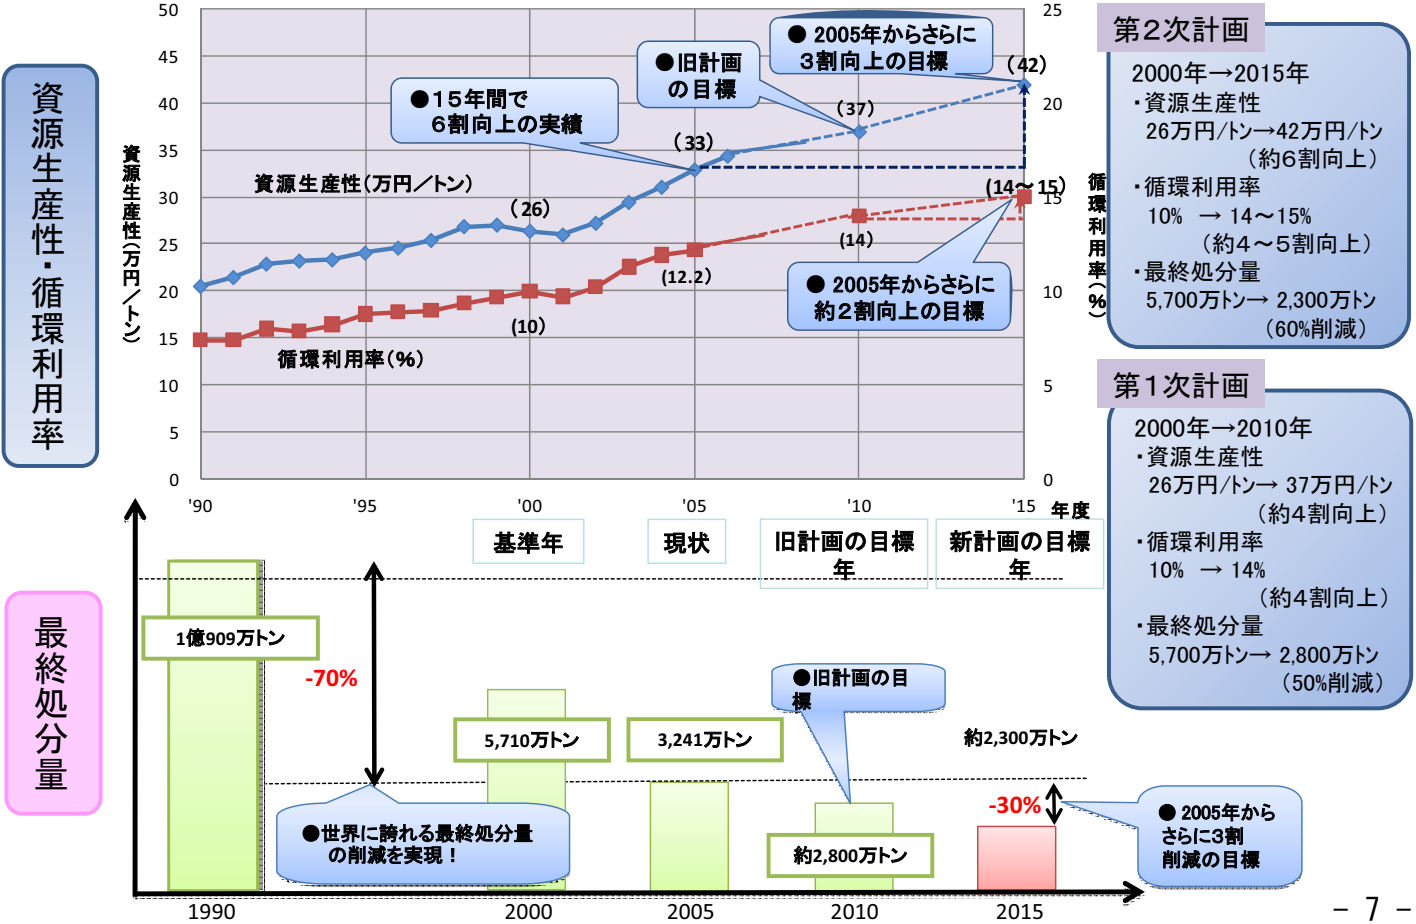 資源生産性・循環利用率
資源生産性(万円／トン)
50
45
40
35
30
25
20
15
10
5
0
25
20
15
10
5
0
循環利用率(％)
'90
'95
'00
'05
'10
'15
年度
●15年間で
6割向上の実績
●旧計画
の目標
● 2005年からさらに
３割向上の目標
(42)
(37)
(33)
(26)
資源生産性(万円／トン)
(14～15)
(14)
(12.2)
(10)
循環利用率(％)
● 2005年からさらに
約２割向上の目標
基準年
現状
旧計画の目標
年
新計画の目標
年
第２次計画
2000年→2015年
・資源生産性
26万円/トン→42万円/トン
(約６割向上)
・循環利用率
10% → 14～15%
(約４～５割向上)
・最終処分量
5,700万トン→ 2,300万トン
(60%削減)
第１次計画
2000年→2010年
・資源生産性
26万円/トン→ 37万円/トン
(約４割向上)
・循環利用率
10% → 14%
(約４割向上)
・最終処分量
5,700万トン→ 2,800万トン
(50%削減)
最終処分量
1億909万トン
-70%
5,710万トン
3,241万トン
●旧計画の目
標
約2,800万トン
約2,300万トン
-30%
●世界に誇れる最終処分量
の削減を実現！
● 2005年から
さらに３割
削減の目標
1990
2000
2005
2010
2015
－ 7 －